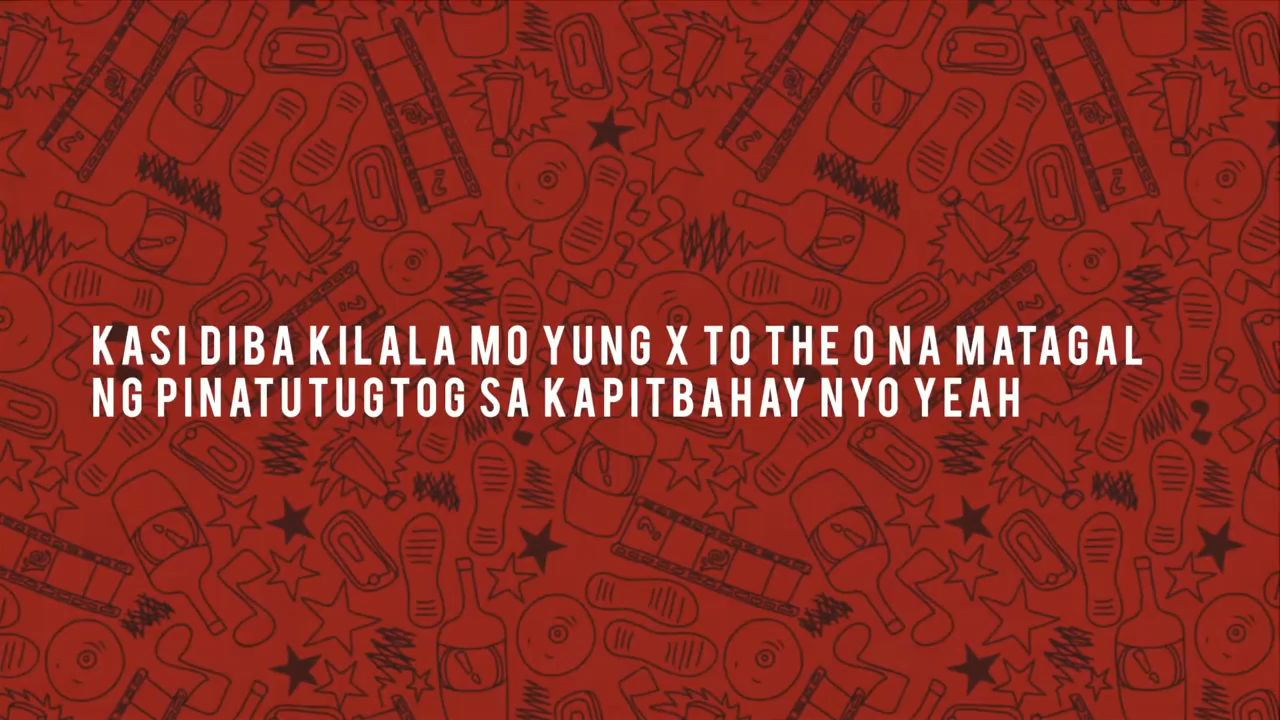 KASI DIBA KILALA MO YUNG X TO THE O NA MATAGAL
NG PINATUTUGTOG SA KAPITBAHAY NYO YEAH